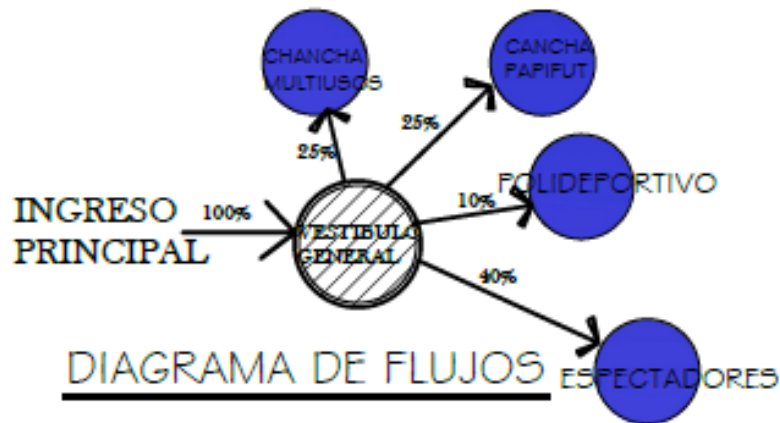 CHANCHA
MULTIUSOS
CANCHA
PAPIFUT
25%
25%
POLIDEPORTIVO
10%
INGRESO
PRINCIPAL
100%
VESTIBULO
GENERAL
40%
DIAGRAMA DE FLUJOS
ESPECTADORES